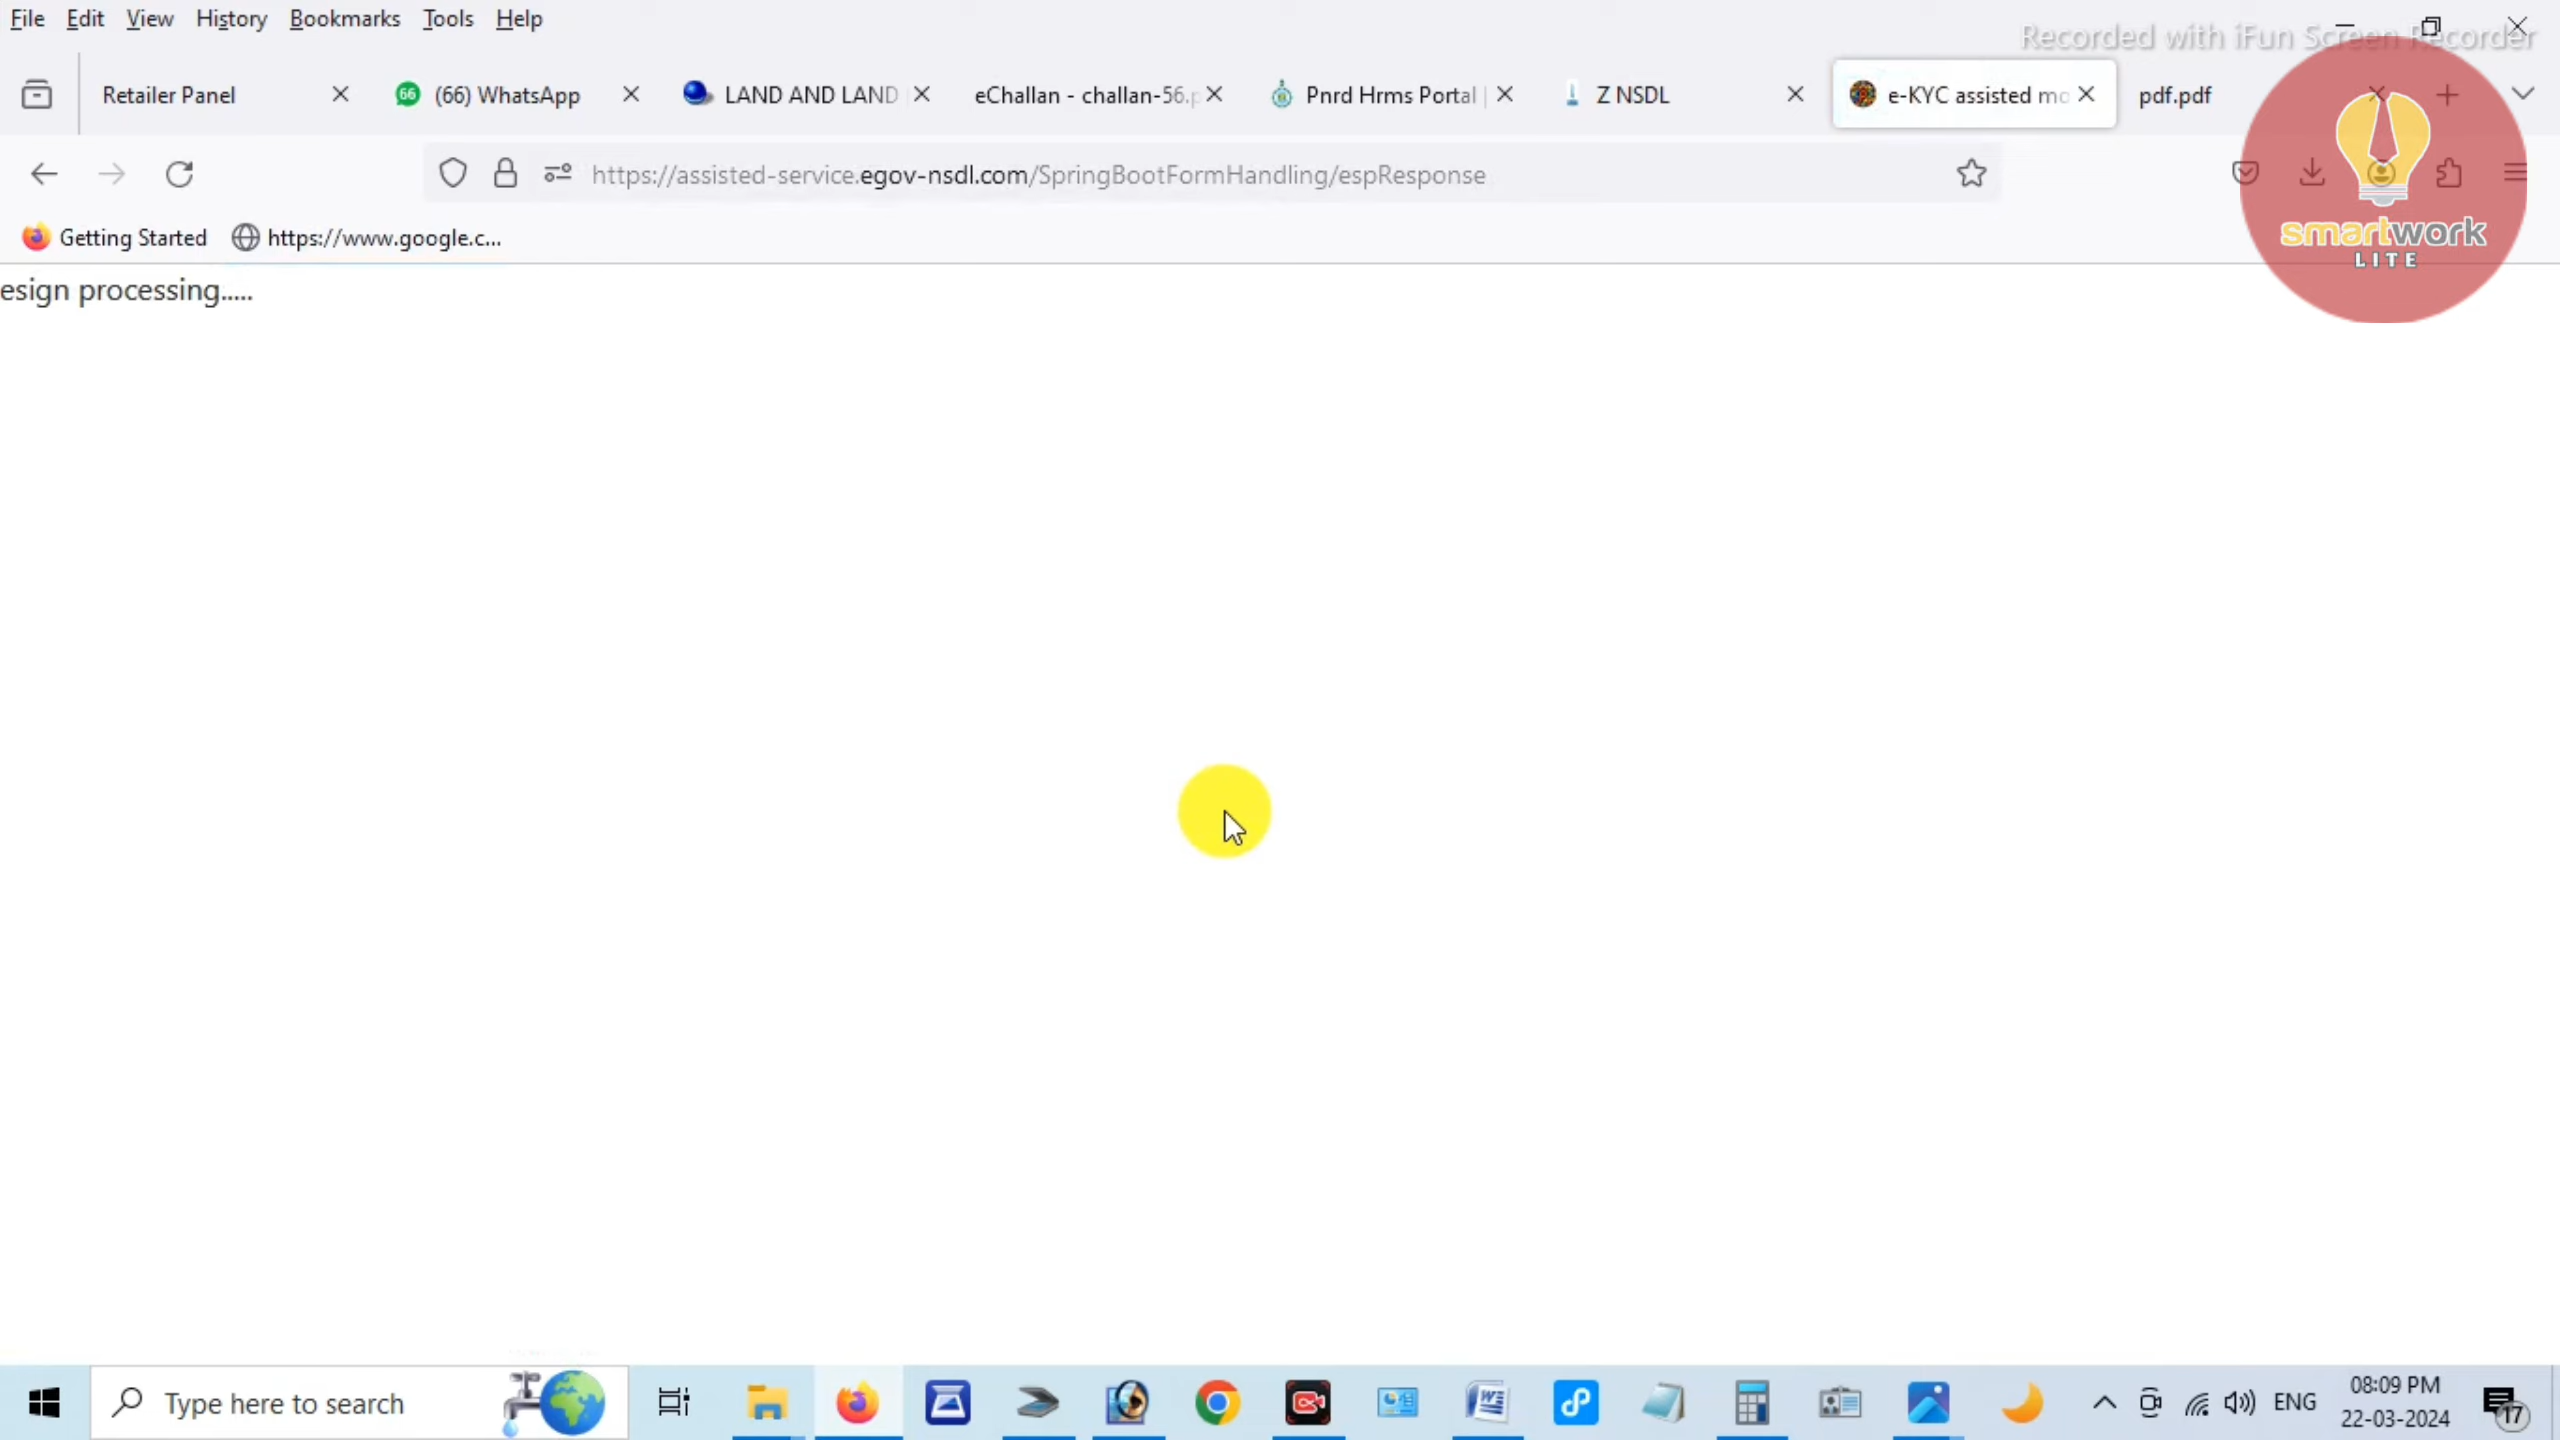 File Edit View History Bookmarks Tools Help
Recorded with iFun Screen Recorder
Retailer Panel
66
(66) WhatsApp
LAND AND LAND
eChallan - challan-56.p
Pnrd Hrms Portal |
Z NSDL
e-KYC assisted mo
pdf.pdf
https://assisted-service.egov-nsdl.com/SpringBootFormHandling/espResponse
Getting Started
https://www.google.c...
smartwork
LITE
esign processing.....
Type here to search
ENG
08:09 PM
22-03-2024
17